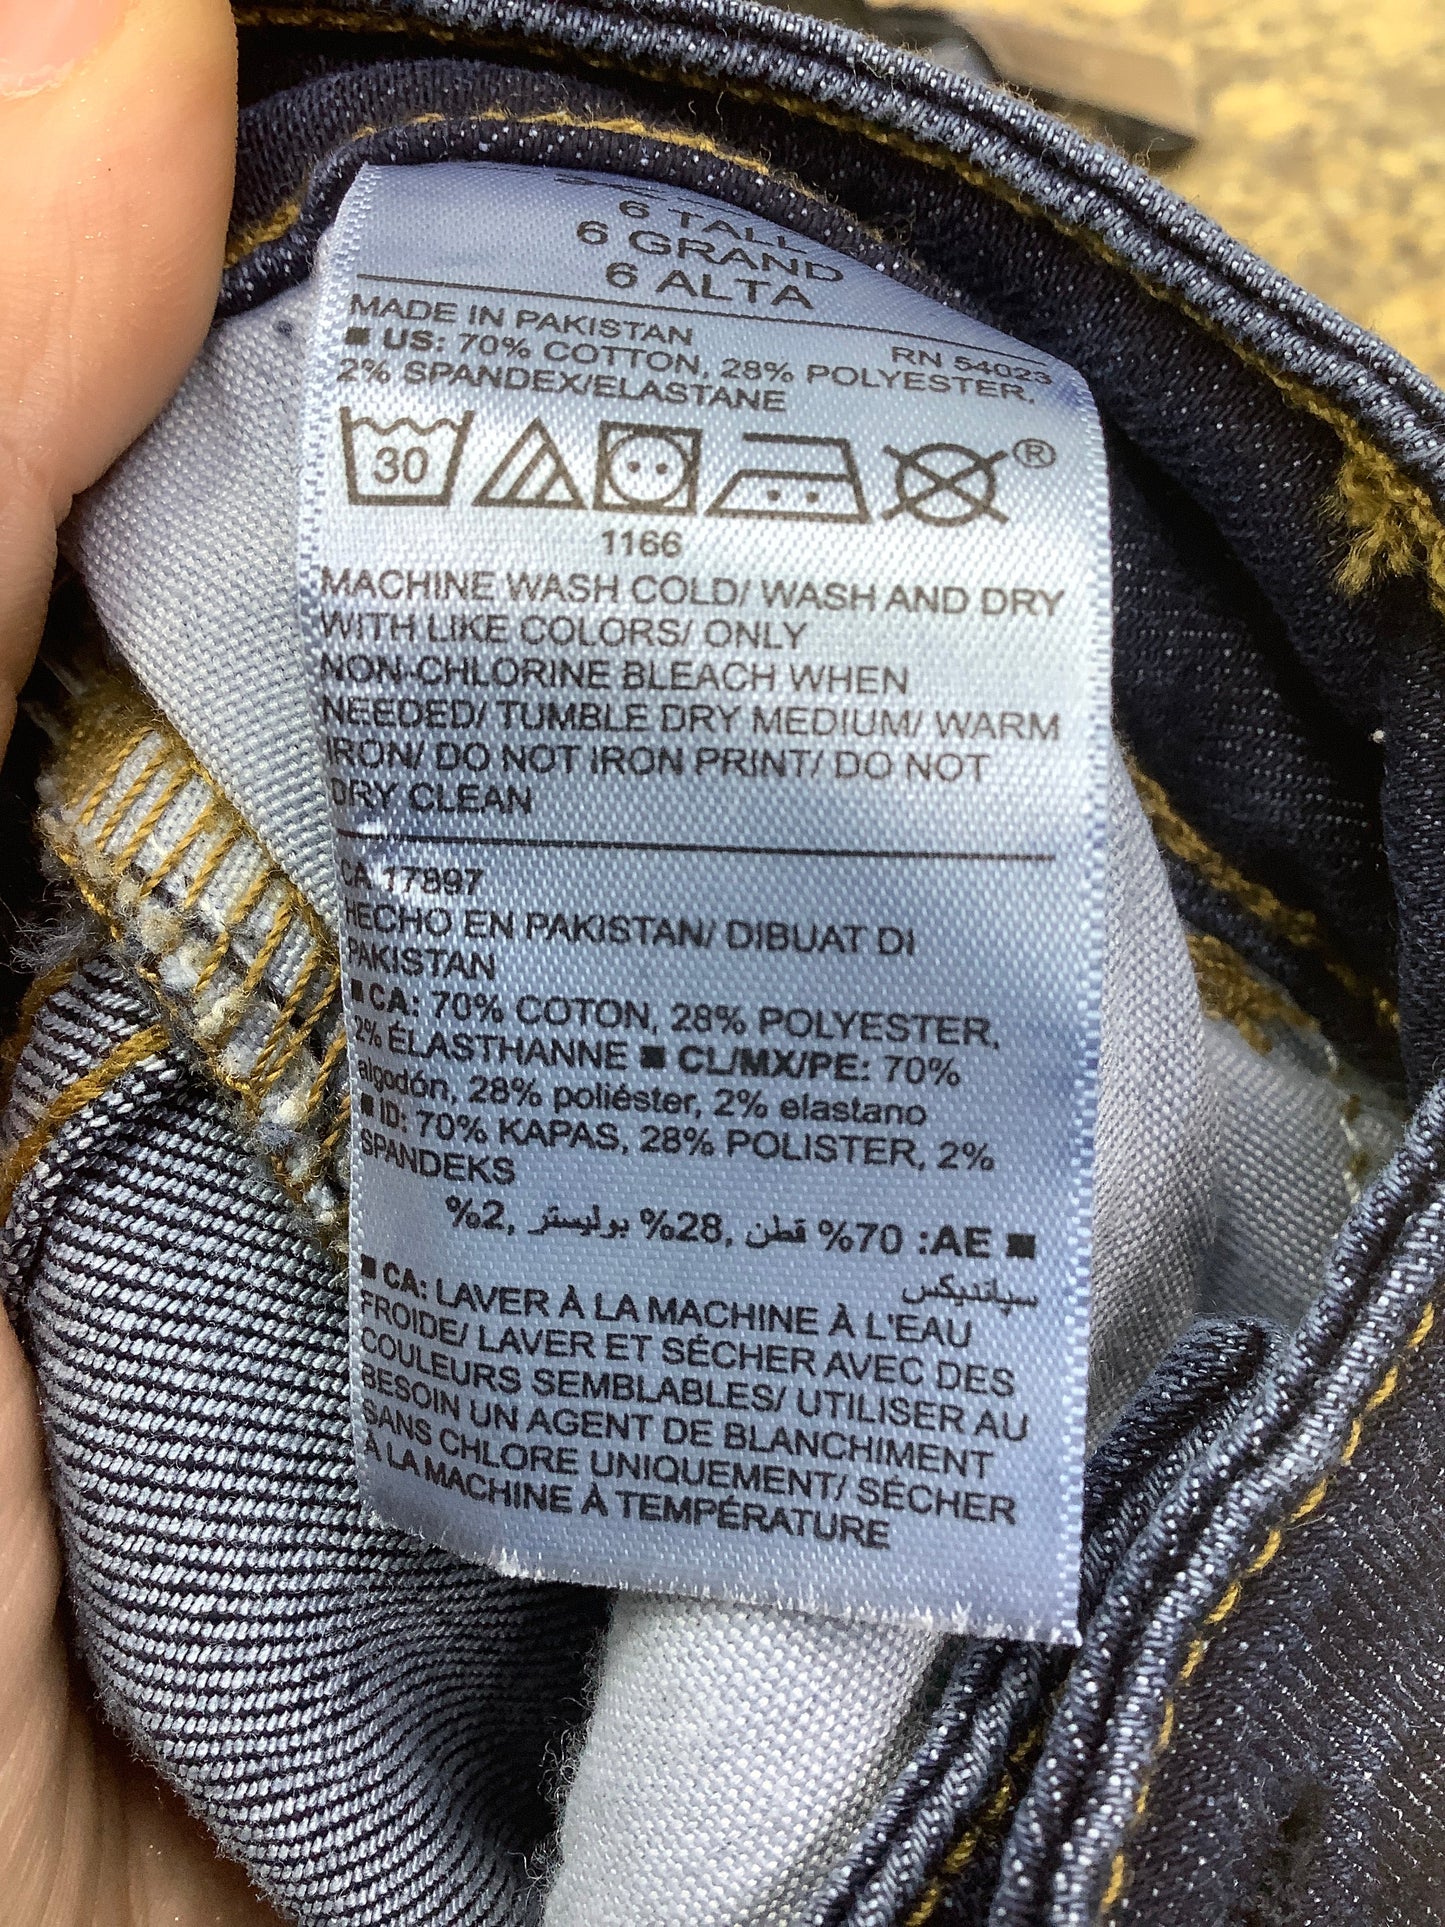 6 TALL
6 GRAND
6 ALTA
MADE IN PAKISTAN RN 54023
■ US: 70% COTTON, 28% POLYESTER,
2% SPANDEX/ELASTANE
30 ®
1166
MACHINE WASH COLD/ WASH AND DRY
WITH LIKE COLORS/ ONLY
NON-CHLORINE BLEACH WHEN
NEEDED/ TUMBLE DRY MEDIUM/ WARM
IRON/ DO NOT IRON PRINT/ DO NOT
DRY CLEAN
CA 17897
HECHO EN PAKISTAN/ DIBUAT DI
PAKISTAN
■ CA: 70% COTON, 28% POLYESTER,
2% ÉLASTHANNE ■ CL/MX/PE: 70%
algodón, 28% poliéster, 2% elastano
■ ID: 70% KAPAS, 28% POLISTER, 2%
SPANDEKS
■ AE: 70% قطن, 28% بوليستر, 2%
سباندیکس
■ CA: LAVER À LA MACHINE À L'EAU
FROIDE/ LAVER ET SÉCHER AVEC DES
COULEURS SEMBLABLES/ UTILISER AU
BESOIN UN AGENT DE BLANCHIMENT
SANS CHLORE UNIQUEMENT/ SÉCHER
À LA MACHINE À TEMPÉRATURE